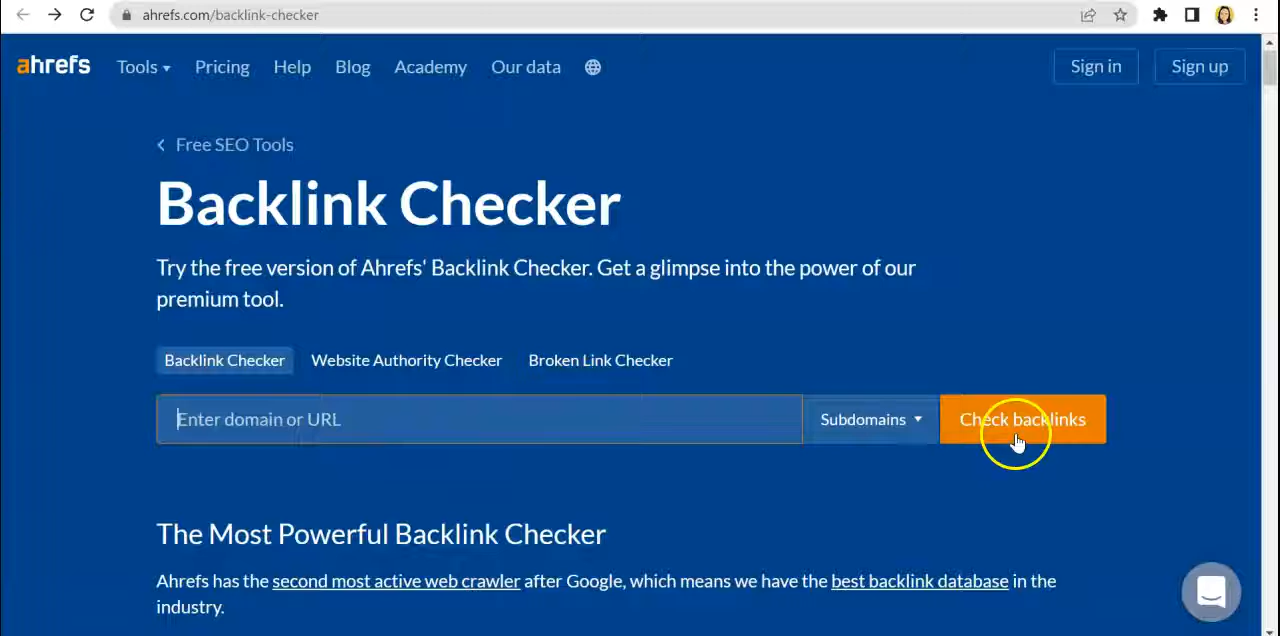 ahrefs.com/backlink-checker
ahrefs Tools Pricing Help Blog Academy Our data Sign in Sign up
Free SEO Tools
Backlink Checker
Try the free version of Ahrefs' Backlink Checker. Get a glimpse into the power of our
premium tool.
Backlink Checker Website Authority Checker Broken Link Checker
Enter domain or URL Subdomains Check backlinks
The Most Powerful Backlink Checker
Ahrefs has the second most active web crawler after Google, which means we have the best backlink database in the
industry.